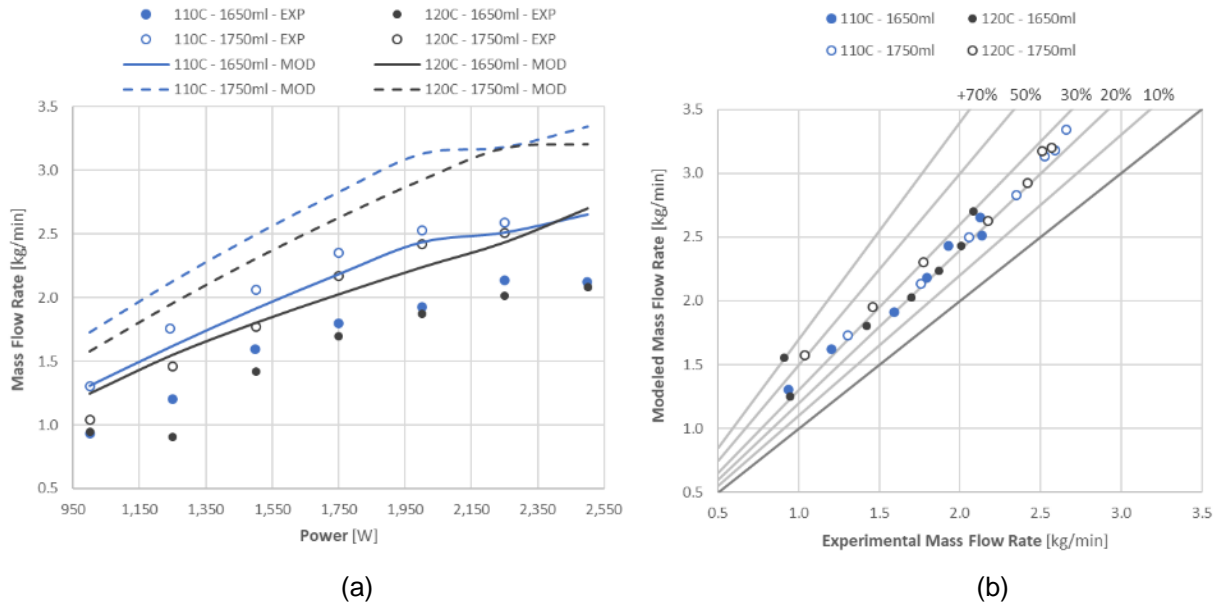 110C - 1650ml - EXP
120C - 1650ml - EXP
110C - 1750ml - EXP
120C - 1750ml - EXP
110C - 1650ml - MOD
120C - 1650ml - MOD
110C - 1750ml - MOD
120C - 1750ml - MOD
3.5
3.0
2.5
2.0
1.5
1.0
0.5
Mass Flow Rate [kg/min]
950
1,150
1,350
1,550
1,750
1,950
2,150
2,350
2,550
Power [W]
(a)
110C - 1650ml
120C - 1650ml
110C - 1750ml
120C - 1750ml
+70%
50%
30%
20%
10%
3.5
3.0
2.5
2.0
1.5
1.0
0.5
Modeled Mass Flow Rate [kg/min]
0.5
1.0
1.5
2.0
2.5
3.0
3.5
Experimental Mass Flow Rate [kg/min]
(b)